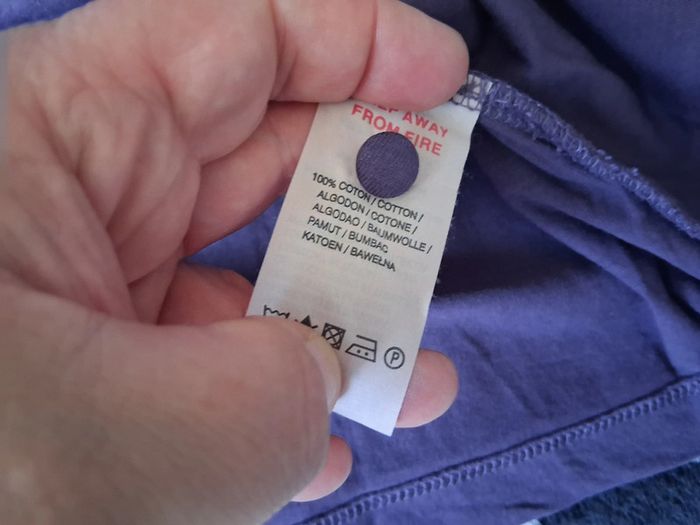 AWAY
FROM FIRE
100% COTON / COTTON /
ALGODON / COTONE /
ALGODAO / BAUMWOLLE /
PAMUT / BUMBAC
KATOEN / BAWEŁNA
P